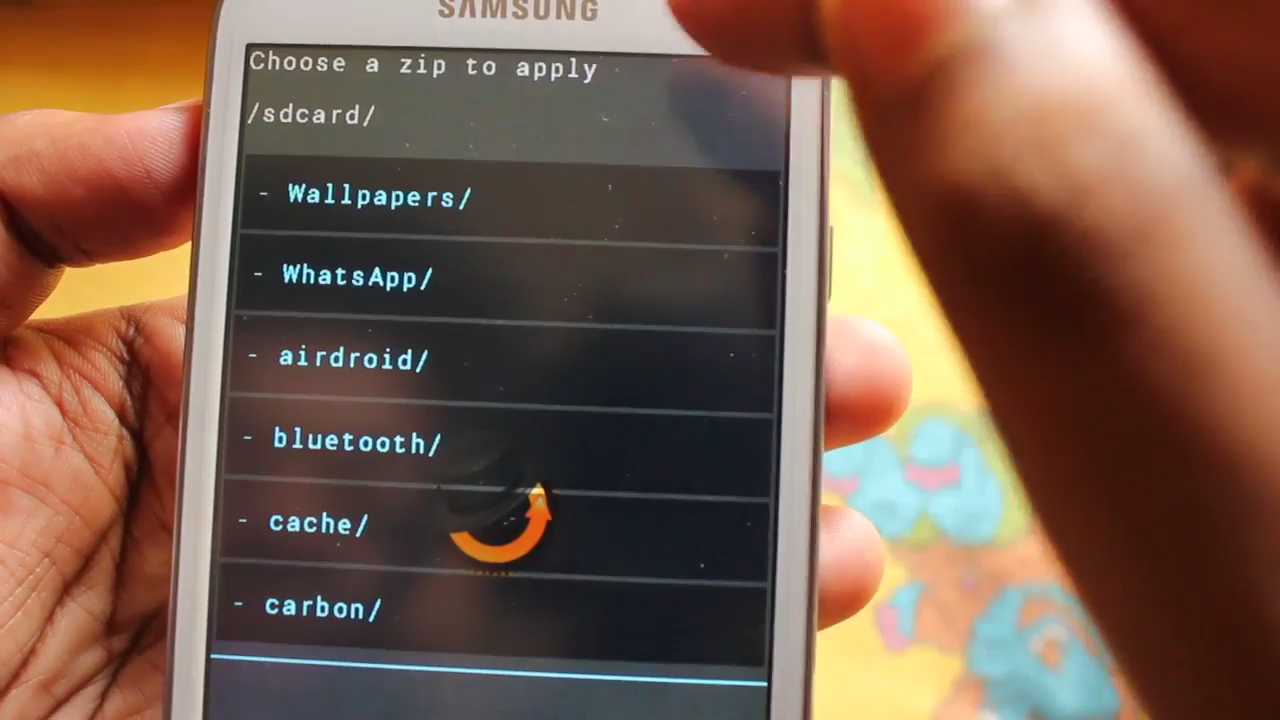 SAMSUNG
Choose a zip to apply
/sdcard/
- Wallpapers/
- WhatsApp/
- airdroid/
- bluetooth/
- cache/
- carbon/